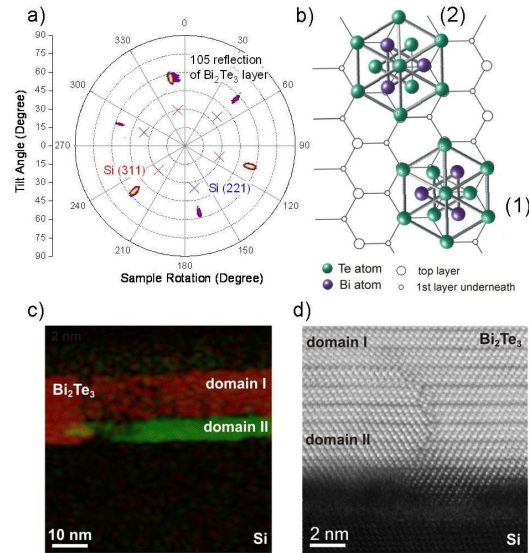 a)
0
330
30
300
60
270
90
240
120
210
150
180
90
75
60
45
30
15
0
15
30
45
60
75
90
Tilt Angle (Degree)
105 reflection
of Bi₂Te₃ layer
Si (311)
Si (221)
Sample Rotation (Degree)
b)
(2)
(1)
Te atom
Bi atom
top layer
1st layer underneath
c)
2 nm
Bi₂Te₃
domain I
domain II
10 nm
Si
d)
domain I
Bi₂Te₃
domain II
2 nm
Si